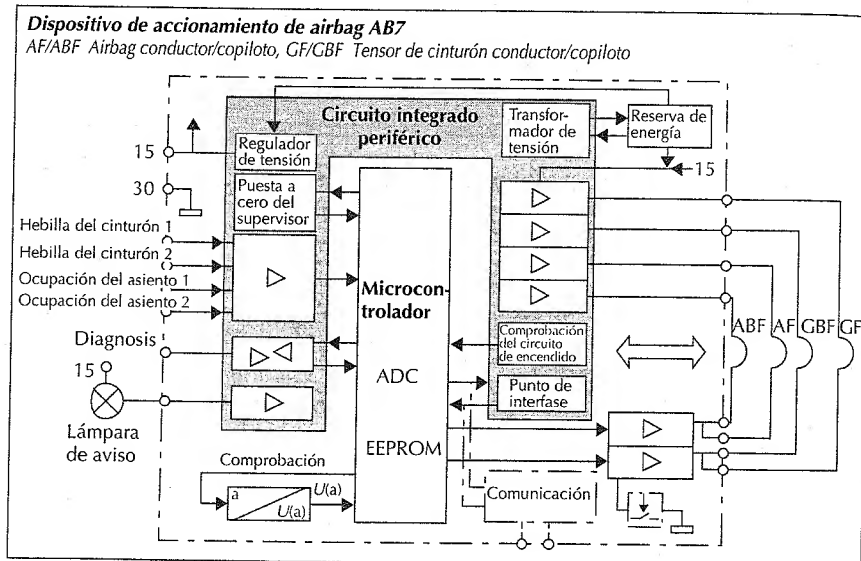 Dispositivo de accionamiento de airbag AB7
AF/ABF Airbag conductor/copiloto, GF/GBF Tensor de cinturón conductor/copiloto
Circuito integrado
periférico
Transfor-
mador de
tensión
Reserva de
energía
15
Regulador
de tensión
15
30
Puesta a
cero del
supervisor
Hebilla del cinturón 1
Hebilla del cinturón 2
Ocupación del asiento 1
Ocupación del asiento 2
Microcon-
trolador
ADC
EEPROM
Diagnosis
15
Lámpara
de aviso
Comprobación
del circuito
de encendido
Punto de
interfase
ABF
AF
GBF
GF
Comprobación
a
U(a)
U(a)
Comunicación